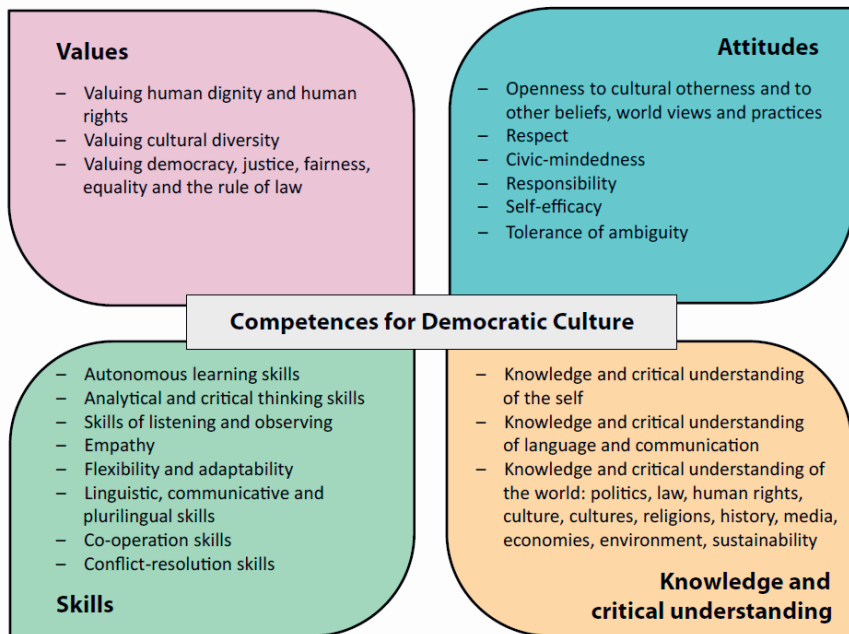 Values
– Valuing human dignity and human
rights
– Valuing cultural diversity
– Valuing democracy, justice, fairness,
equality and the rule of law
Attitudes
– Openness to cultural otherness and to
other beliefs, world views and practices
– Respect
– Civic-mindedness
– Responsibility
– Self-efficacy
– Tolerance of ambiguity
Competences for Democratic Culture
– Autonomous learning skills
– Analytical and critical thinking skills
– Skills of listening and observing
– Empathy
– Flexibility and adaptability
– Linguistic, communicative and
plurilingual skills
– Co-operation skills
– Conflict-resolution skills
Skills
– Knowledge and critical understanding
of the self
– Knowledge and critical understanding
of language and communication
– Knowledge and critical understanding of
the world: politics, law, human rights,
culture, cultures, religions, history, media,
economies, environment, sustainability
Knowledge and
critical understanding